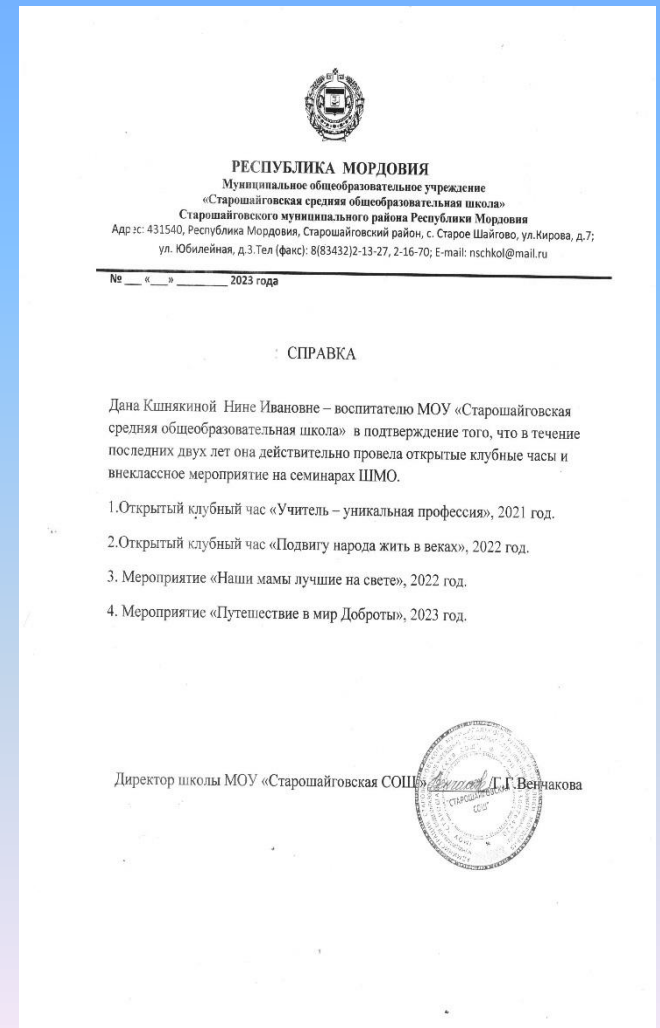 РЕСПУБЛИКА МОРДОВИЯ
Муниципальное общеобразовательное учреждение
«Старошайговская средняя общеобразовательная школа»
Старошайговского муниципального района Республики Мордовия
Адрес: 431540, Республика Мордовия, Старошайговский район, с. Старое Шайгово, ул.Кирова, д.7;
ул. Юбилейная, д.3.Тел (факс): 8(83432)2-13-27, 2-16-70; E-mail: nschkol@mail.ru
№ ___ «___» _________ 2023 года
СПРАВКА
Дана Кшнякиной Нине Ивановне – воспитателю МОУ «Старошайговская
средняя общеобразовательная школа» в подтверждение того, что в течение
последних двух лет она действительно провела открытые клубные часы и
внеклассное мероприятие на семинарах ШМО.
1.Открытый клубный час «Учитель – уникальная профессия», 2021 год.
2.Открытый клубный час «Подвигу народа жить в веках», 2022 год.
3. Мероприятие «Наши мамы лучшие на свете», 2022 год.
4. Мероприятие «Путешествие в мир Доброты», 2023 год.
Директор школы МОУ «Старошайговская СОШ» /Г.Г.Венчакова
"СТАРОШАЙГОВСКАЯ
СОШ"